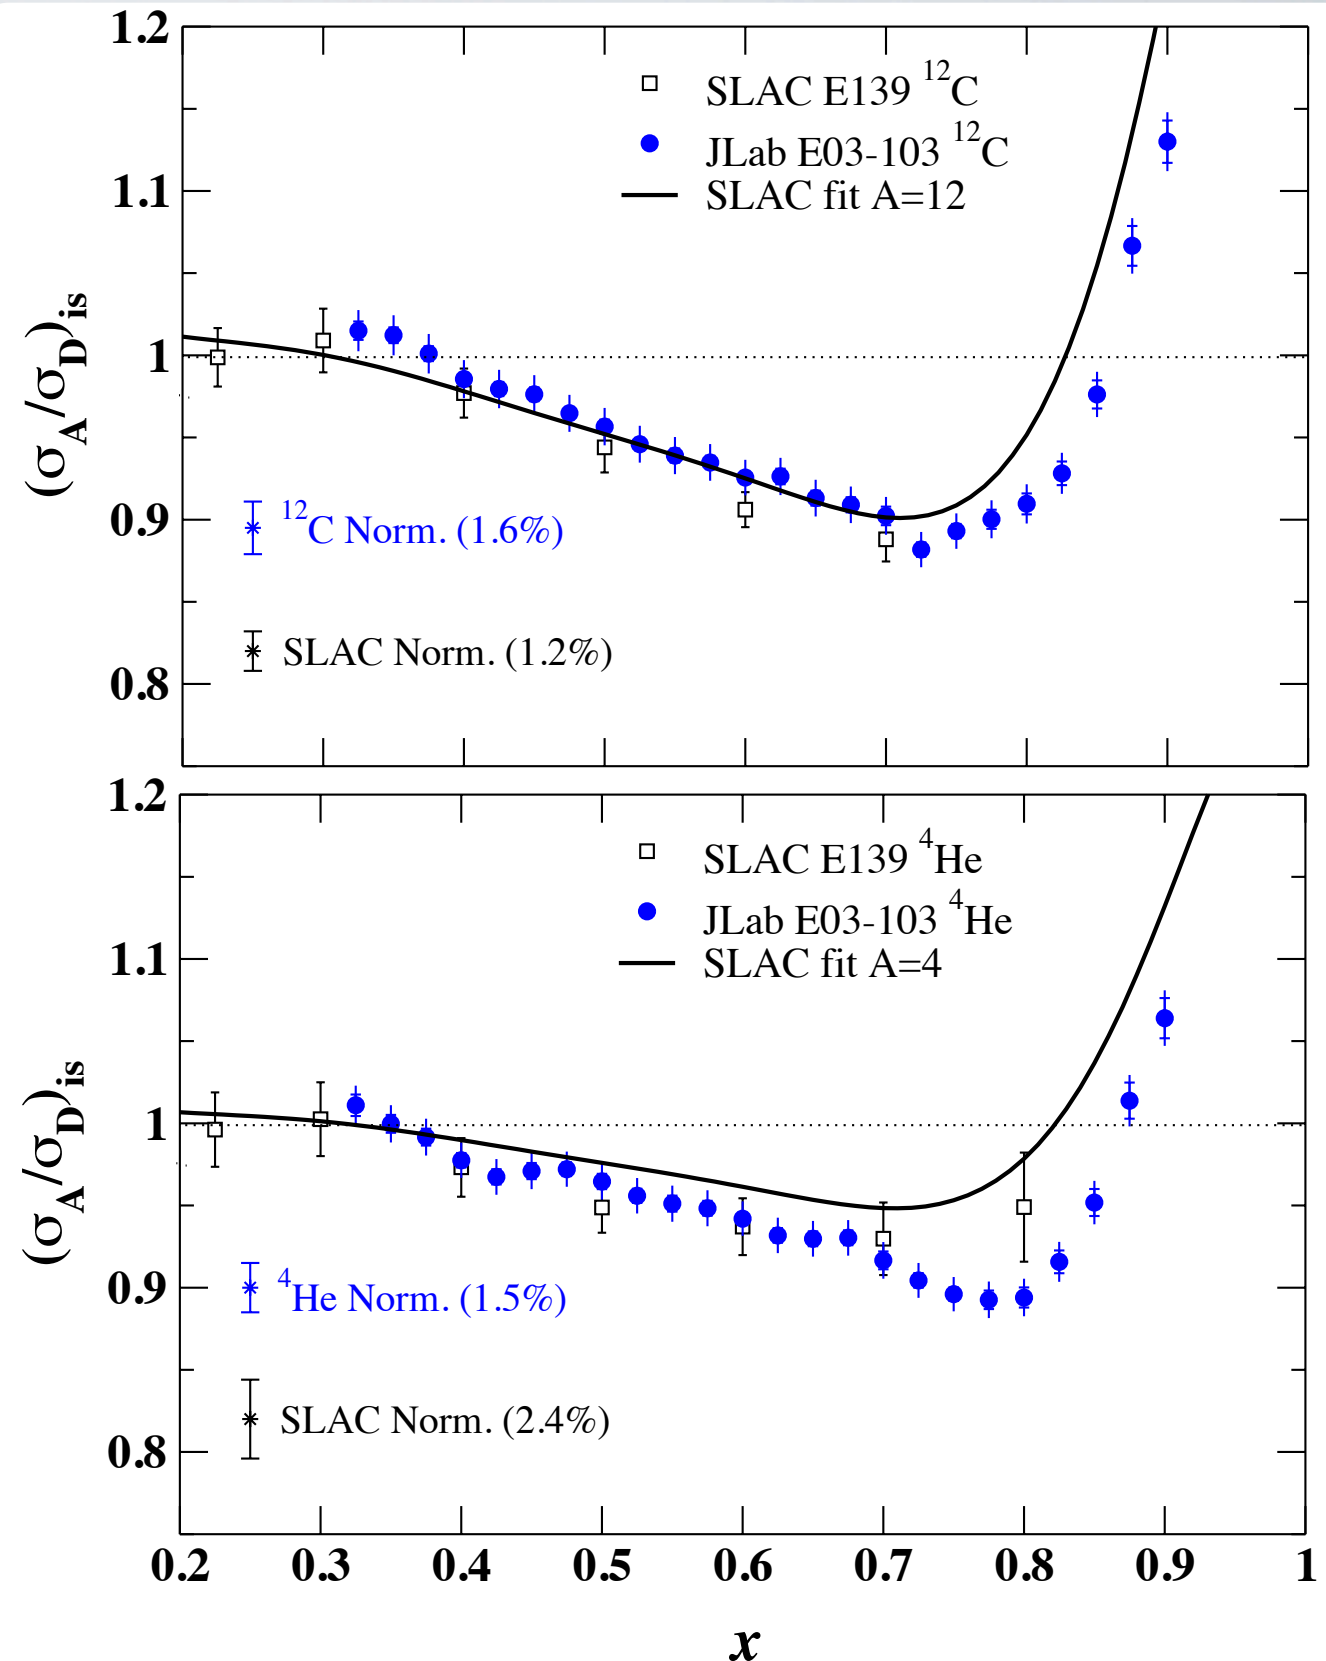 1.2
SLAC E139 ¹²C
JLab E03-103 ¹²C
SLAC fit A=12
1.1
1
0.9
0.8
(σA/σD)is
¹²C Norm. (1.6%)
SLAC Norm. (1.2%)
1.2
SLAC E139 ⁴He
JLab E03-103 ⁴He
SLAC fit A=4
1.1
1
0.9
0.8
(σA/σD)is
⁴He Norm. (1.5%)
SLAC Norm. (2.4%)
0.2 0.3 0.4 0.5 0.6 0.7 0.8 0.9 1
x